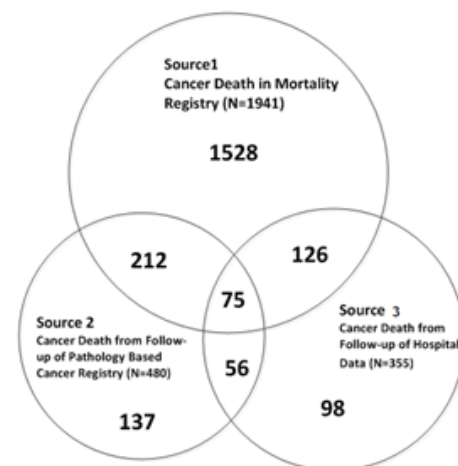 Source1
Cancer Death in Mortality
Registry (N=1941)
1528
212
126
75
Source 2
Cancer Death from Follow-
up of Pathology Based
Cancer Registry (N=480)
Source 3
Cancer Death from
Follow-up of Hospital
Data (N=355)
56
137
98